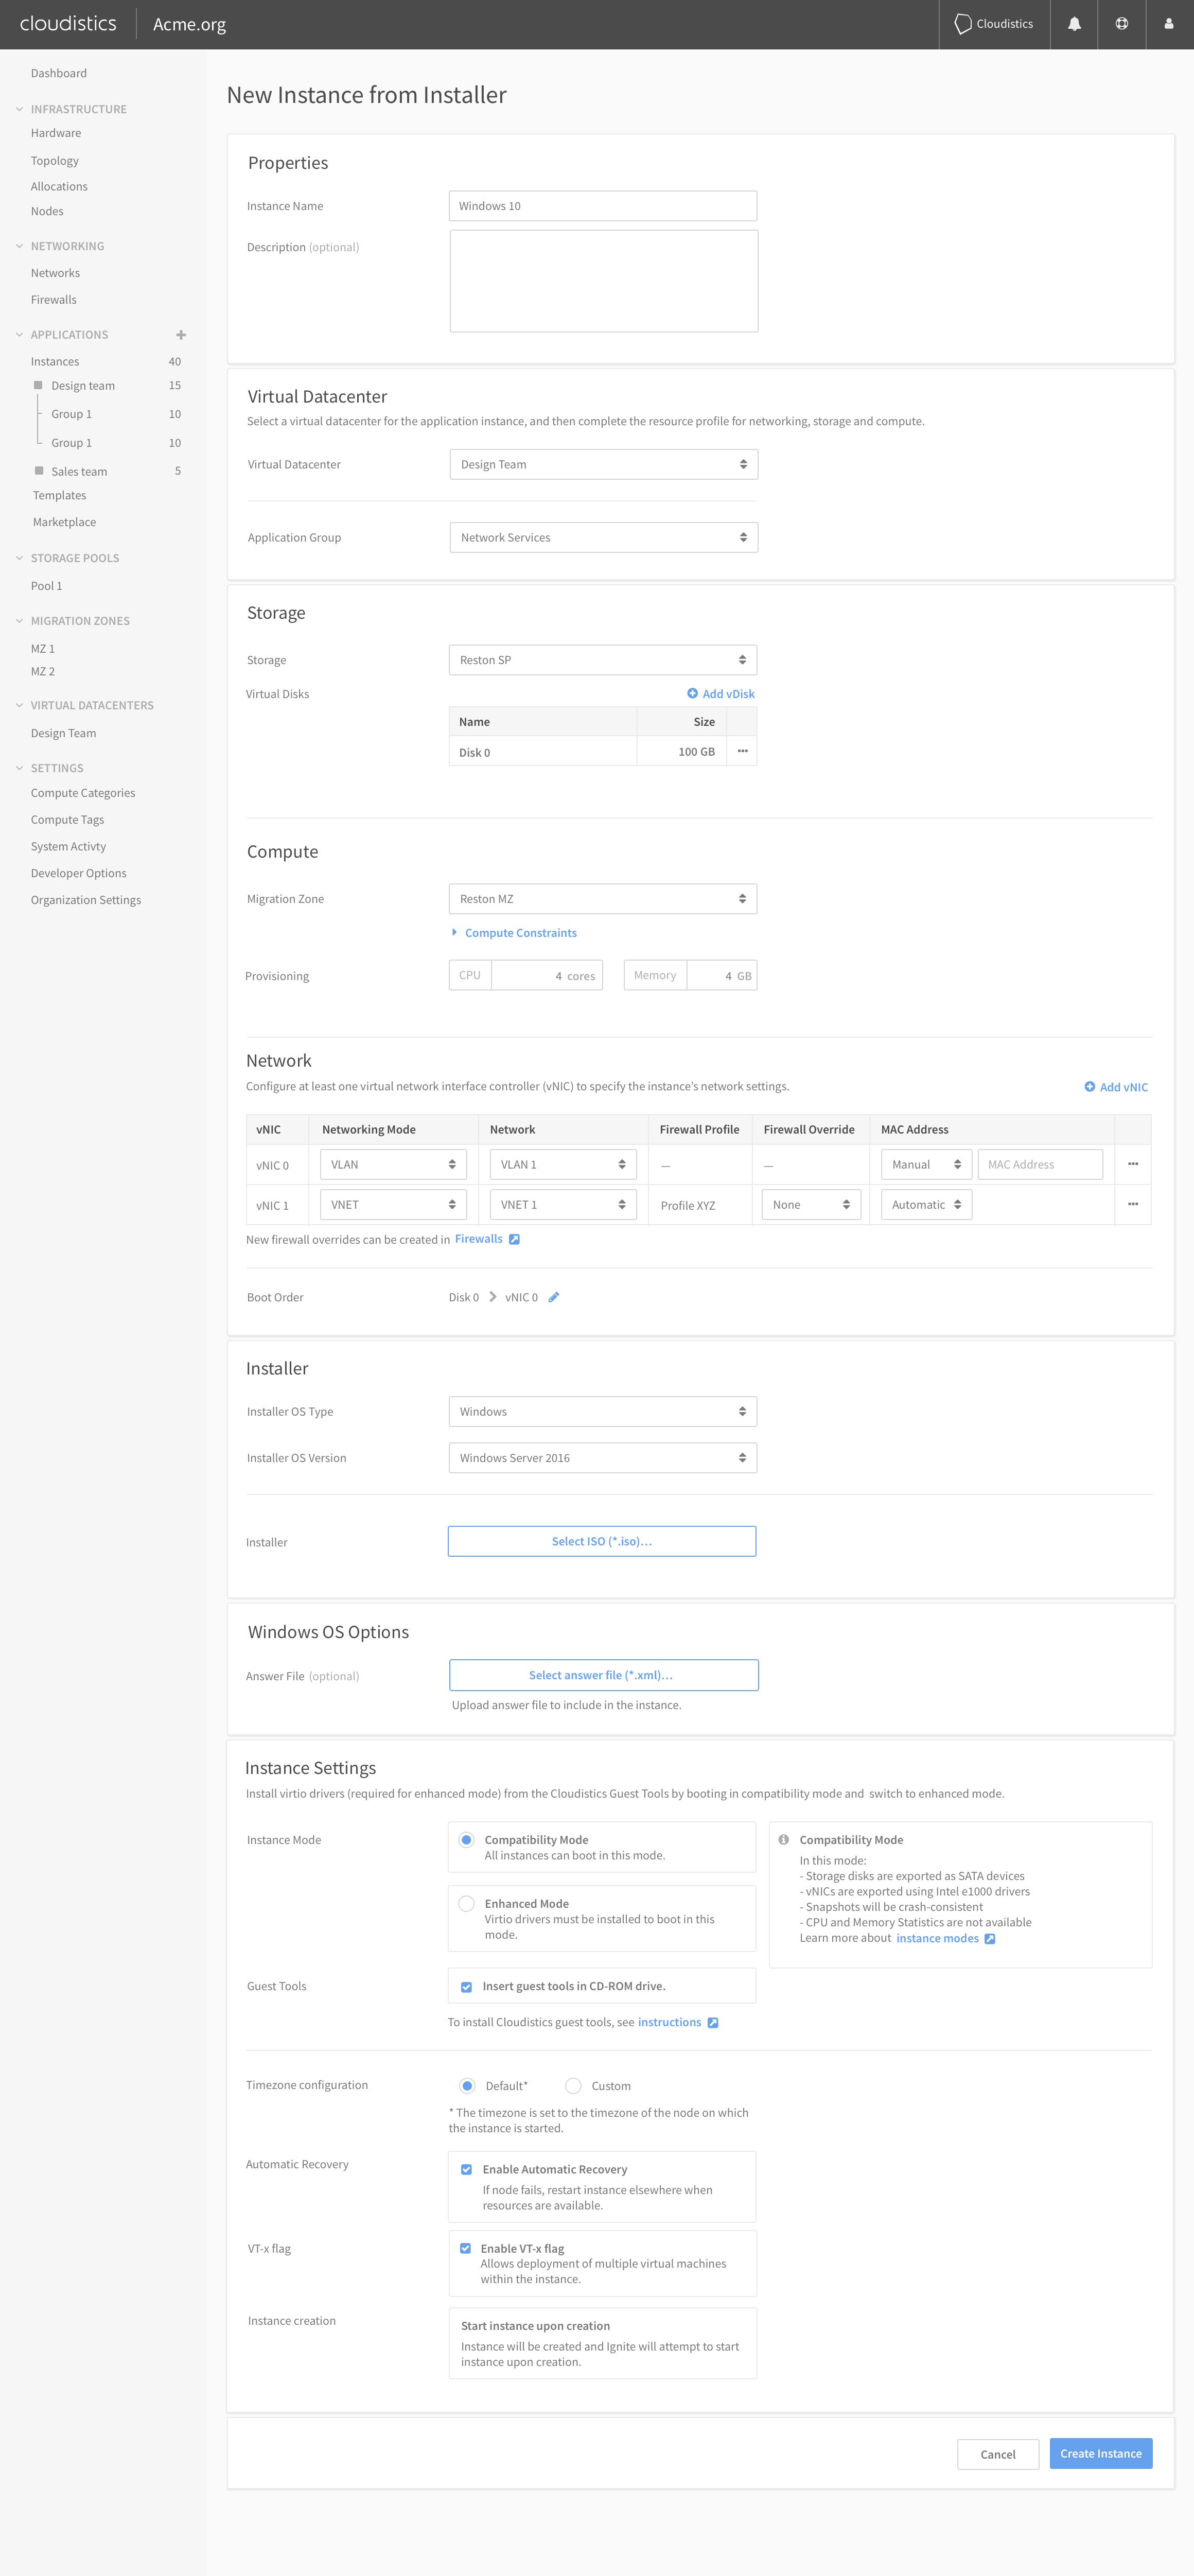 cloudistics
Acme.org
Cloudistics
Dashboard
INFRASTRUCTURE
Hardware
Topology
Allocations
Nodes
NETWORKING
Networks
Firewalls
APPLICATIONS
Instances 40
Design team 15
Group 1 10
Group 1 10
Sales team 5
Templates
Marketplace
STORAGE POOLS
Pool 1
MIGRATION ZONES
MZ 1
MZ 2
VIRTUAL DATACENTERS
Design Team
SETTINGS
Compute Categories
Compute Tags
System Activty
Developer Options
Organization Settings
New Instance from Installer
Properties
Instance Name Windows 10
Description (optional)
Virtual Datacenter
Select a virtual datacenter for the application instance, and then complete the resource profile for networking, storage and compute.
Virtual Datacenter Design Team
Application Group Network Services
Storage
Storage Reston SP
Virtual Disks Add vDisk
Name Size
Disk 0 100 GB •••
Compute
Migration Zone Reston MZ
Compute Constraints
Provisioning CPU 4 cores Memory 4 GB
Network
Configure at least one virtual network interface controller (vNIC) to specify the instance's network settings. Add vNIC
vNIC Networking Mode Network Firewall Profile Firewall Override MAC Address
vNIC 0 VLAN VLAN 1 — — Manual MAC Address •••
vNIC 1 VNET VNET 1 Profile XYZ None Automatic •••
New firewall overrides can be created in Firewalls
Boot Order Disk 0 vNIC 0
Installer
Installer OS Type Windows
Installer OS Version Windows Server 2016
Installer Select ISO (*.iso)...
Windows OS Options
Answer File (optional) Select answer file (*.xml)...
Upload answer file to include in the instance.
Instance Settings
Install virtio drivers (required for enhanced mode) from the Cloudistics Guest Tools by booting in compatibility mode and switch to enhanced mode.
Instance Mode
Compatibility Mode
All instances can boot in this mode.
Enhanced Mode
Virtio drivers must be installed to boot in this
mode.
Compatibility Mode
In this mode:
- Storage disks are exported as SATA devices
- vNICs are exported using Intel e1000 drivers
- Snapshots will be crash-consistent
- CPU and Memory Statistics are not available
Learn more about instance modes
Guest Tools Insert guest tools in CD-ROM drive.
To install Cloudistics guest tools, see instructions
Timezone configuration Default* Custom
* The timezone is set to the timezone of the node on which
the instance is started.
Automatic Recovery Enable Automatic Recovery
If node fails, restart instance elsewhere when
resources are available.
VT-x flag Enable VT-x flag
Allows deployment of multiple virtual machines
within the instance.
Instance creation Start instance upon creation
Instance will be created and Ignite will attempt to start
instance upon creation.
Cancel Create Instance